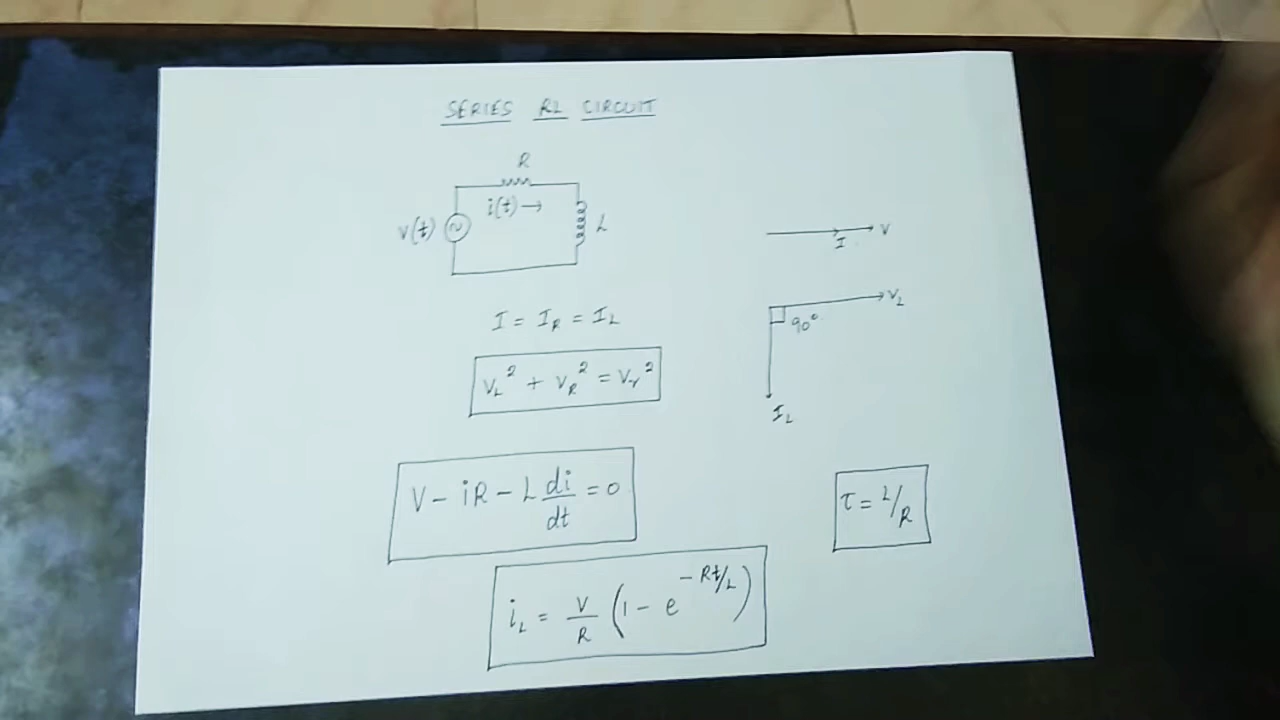 SERIES RL CIRCUIT
R
i(t) →
v(t)
L
I = I_R = I_L
V_L² + V_R² = V_T²
V - iR - L di/dt = 0
i_L = V/R (1 - e^(-Rt/L))
V
I
V_L
90°
I_L
τ = L/R